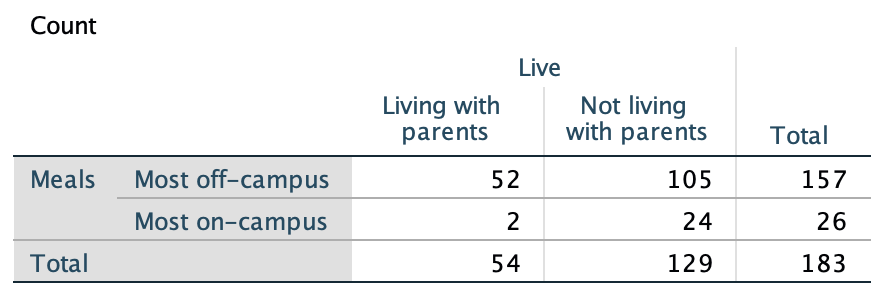 Count
Live
Living with parents Not living with parents Total
Meals Most off-campus 52 105 157
Most on-campus 2 24 26
Total 54 129 183